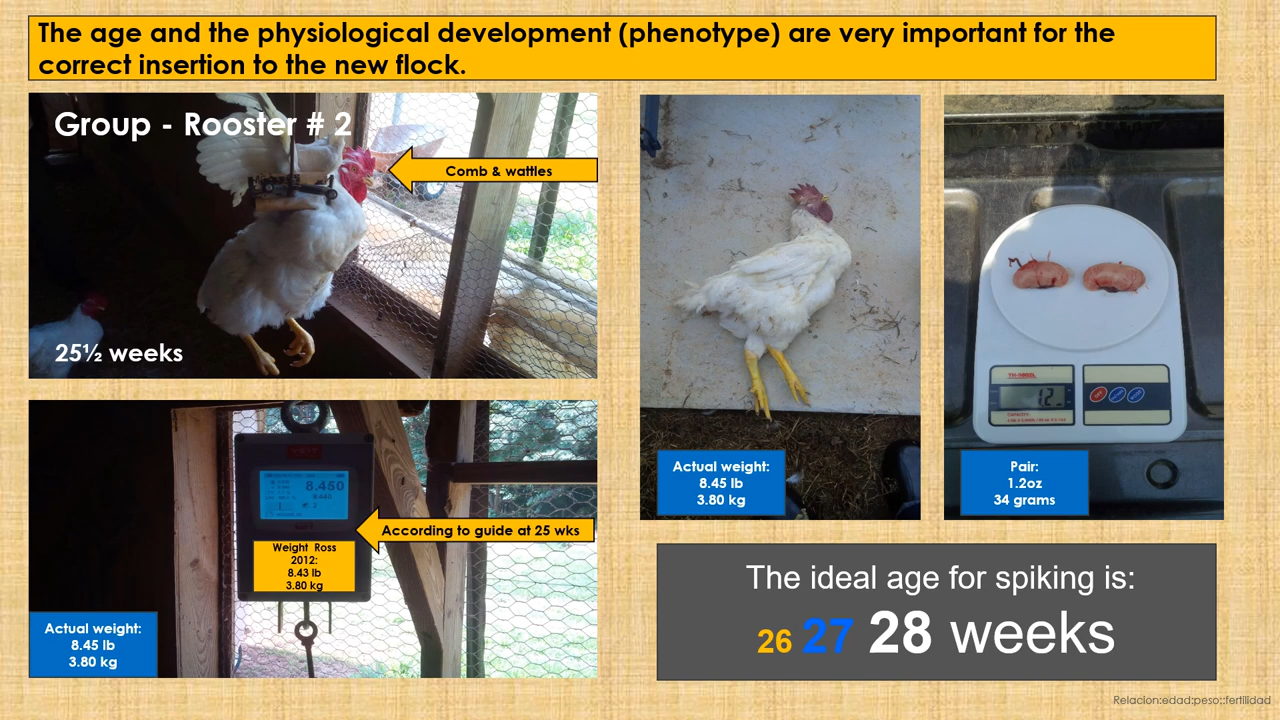 The age and the physiological development (phenotype) are very important for the
correct insertion to the new flock.
Group - Rooster # 2
Comb & wattles
25½ weeks
8.450
According to guide at 25 wks
Weight Ross
2012:
8.43 lb
3.80 kg
Actual weight:
8.45 lb
3.80 kg
Actual weight:
8.45 lb
3.80 kg
1.2
Pair:
1.2oz
34 grams
The ideal age for spiking is:
26 27 28 weeks
Relacion:edad:peso::fertilidad